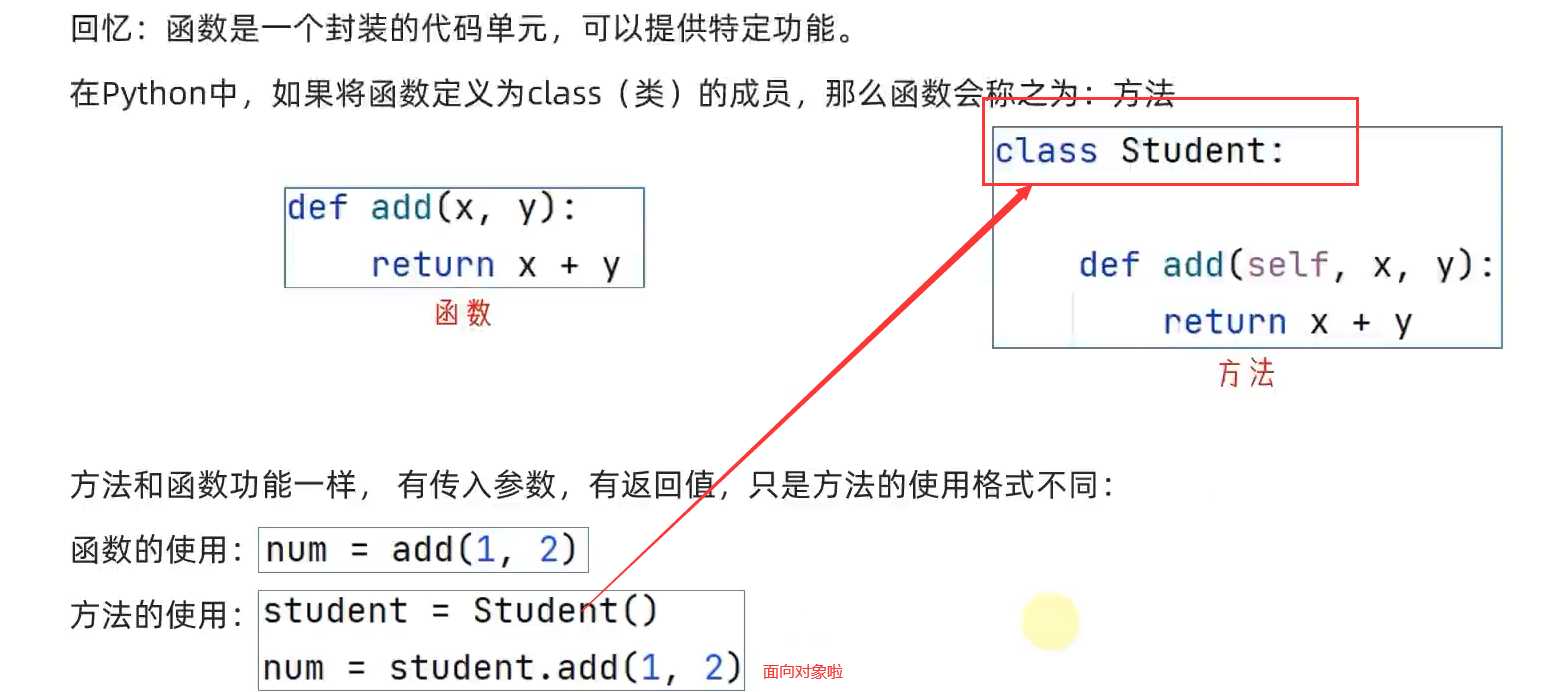 回忆：函数是一个封装的代码单元，可以提供特定功能。
在Python中，如果将函数定义为class（类）的成员，那么函数会称之为：方法
def add(x, y):
    return x + y
函数
class Student:
    def add(self, x, y):
        return x + y
方法
方法和函数功能一样， 有传入参数，有返回值，只是方法的使用格式不同：
函数的使用： num = add(1, 2)
方法的使用： student = Student()
num = student.add(1, 2) 面向对象啦